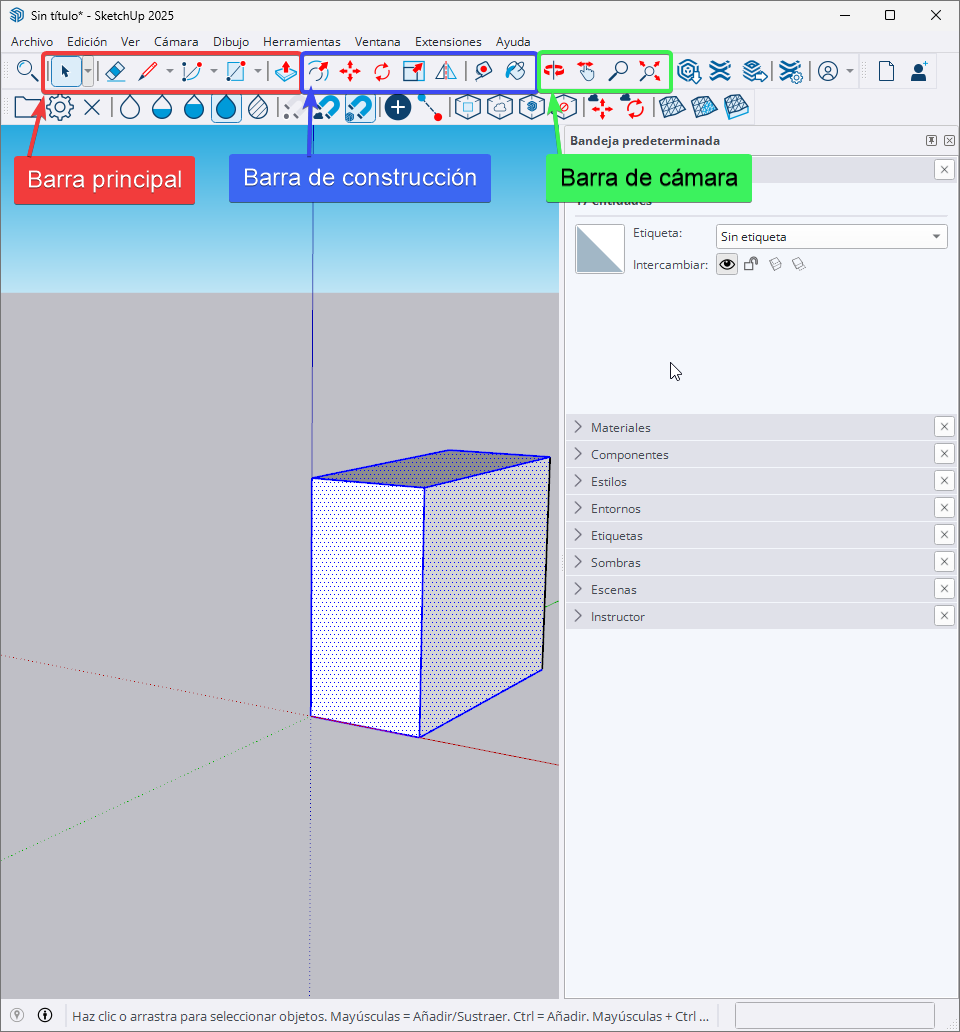 Sin título* - SketchUp 2025
Archivo Edición Ver Cámara Dibujo Herramientas Ventana Extensiones Ayuda
Barra principal
Barra de construcción
Barra de cámara
Bandeja predeterminada
17 entidades
Etiqueta: Sin etiqueta
Intercambiar:
Materiales
Componentes
Estilos
Entornos
Etiquetas
Sombras
Escenas
Instructor
Haz clic o arrastra para seleccionar objetos. Mayúsculas = Añadir/Sustraer. Ctrl = Añadir. Mayúsculas + Ctrl ...